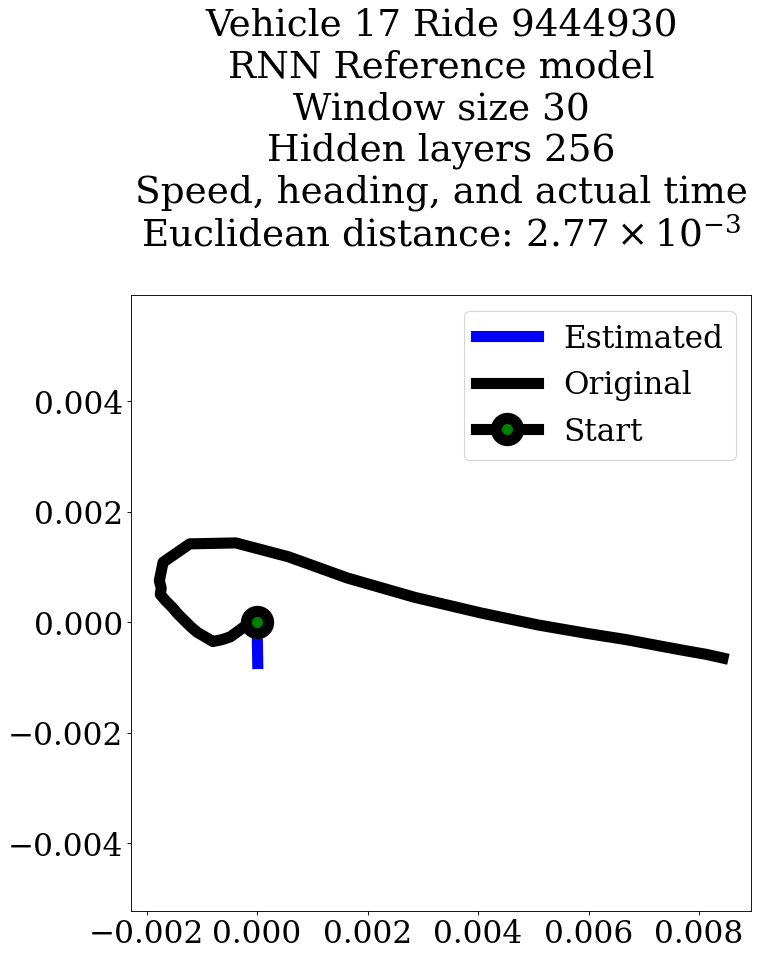 Vehicle 17 Ride 9444930
RNN Reference model
Window size 30
Hidden layers 256
Speed, heading, and actual time
Euclidean distance: 2.77 × 10⁻³
Estimated
Original
Start
0.004
0.002
0.000
−0.002
−0.004
−0.002 0.000 0.002 0.004 0.006 0.008